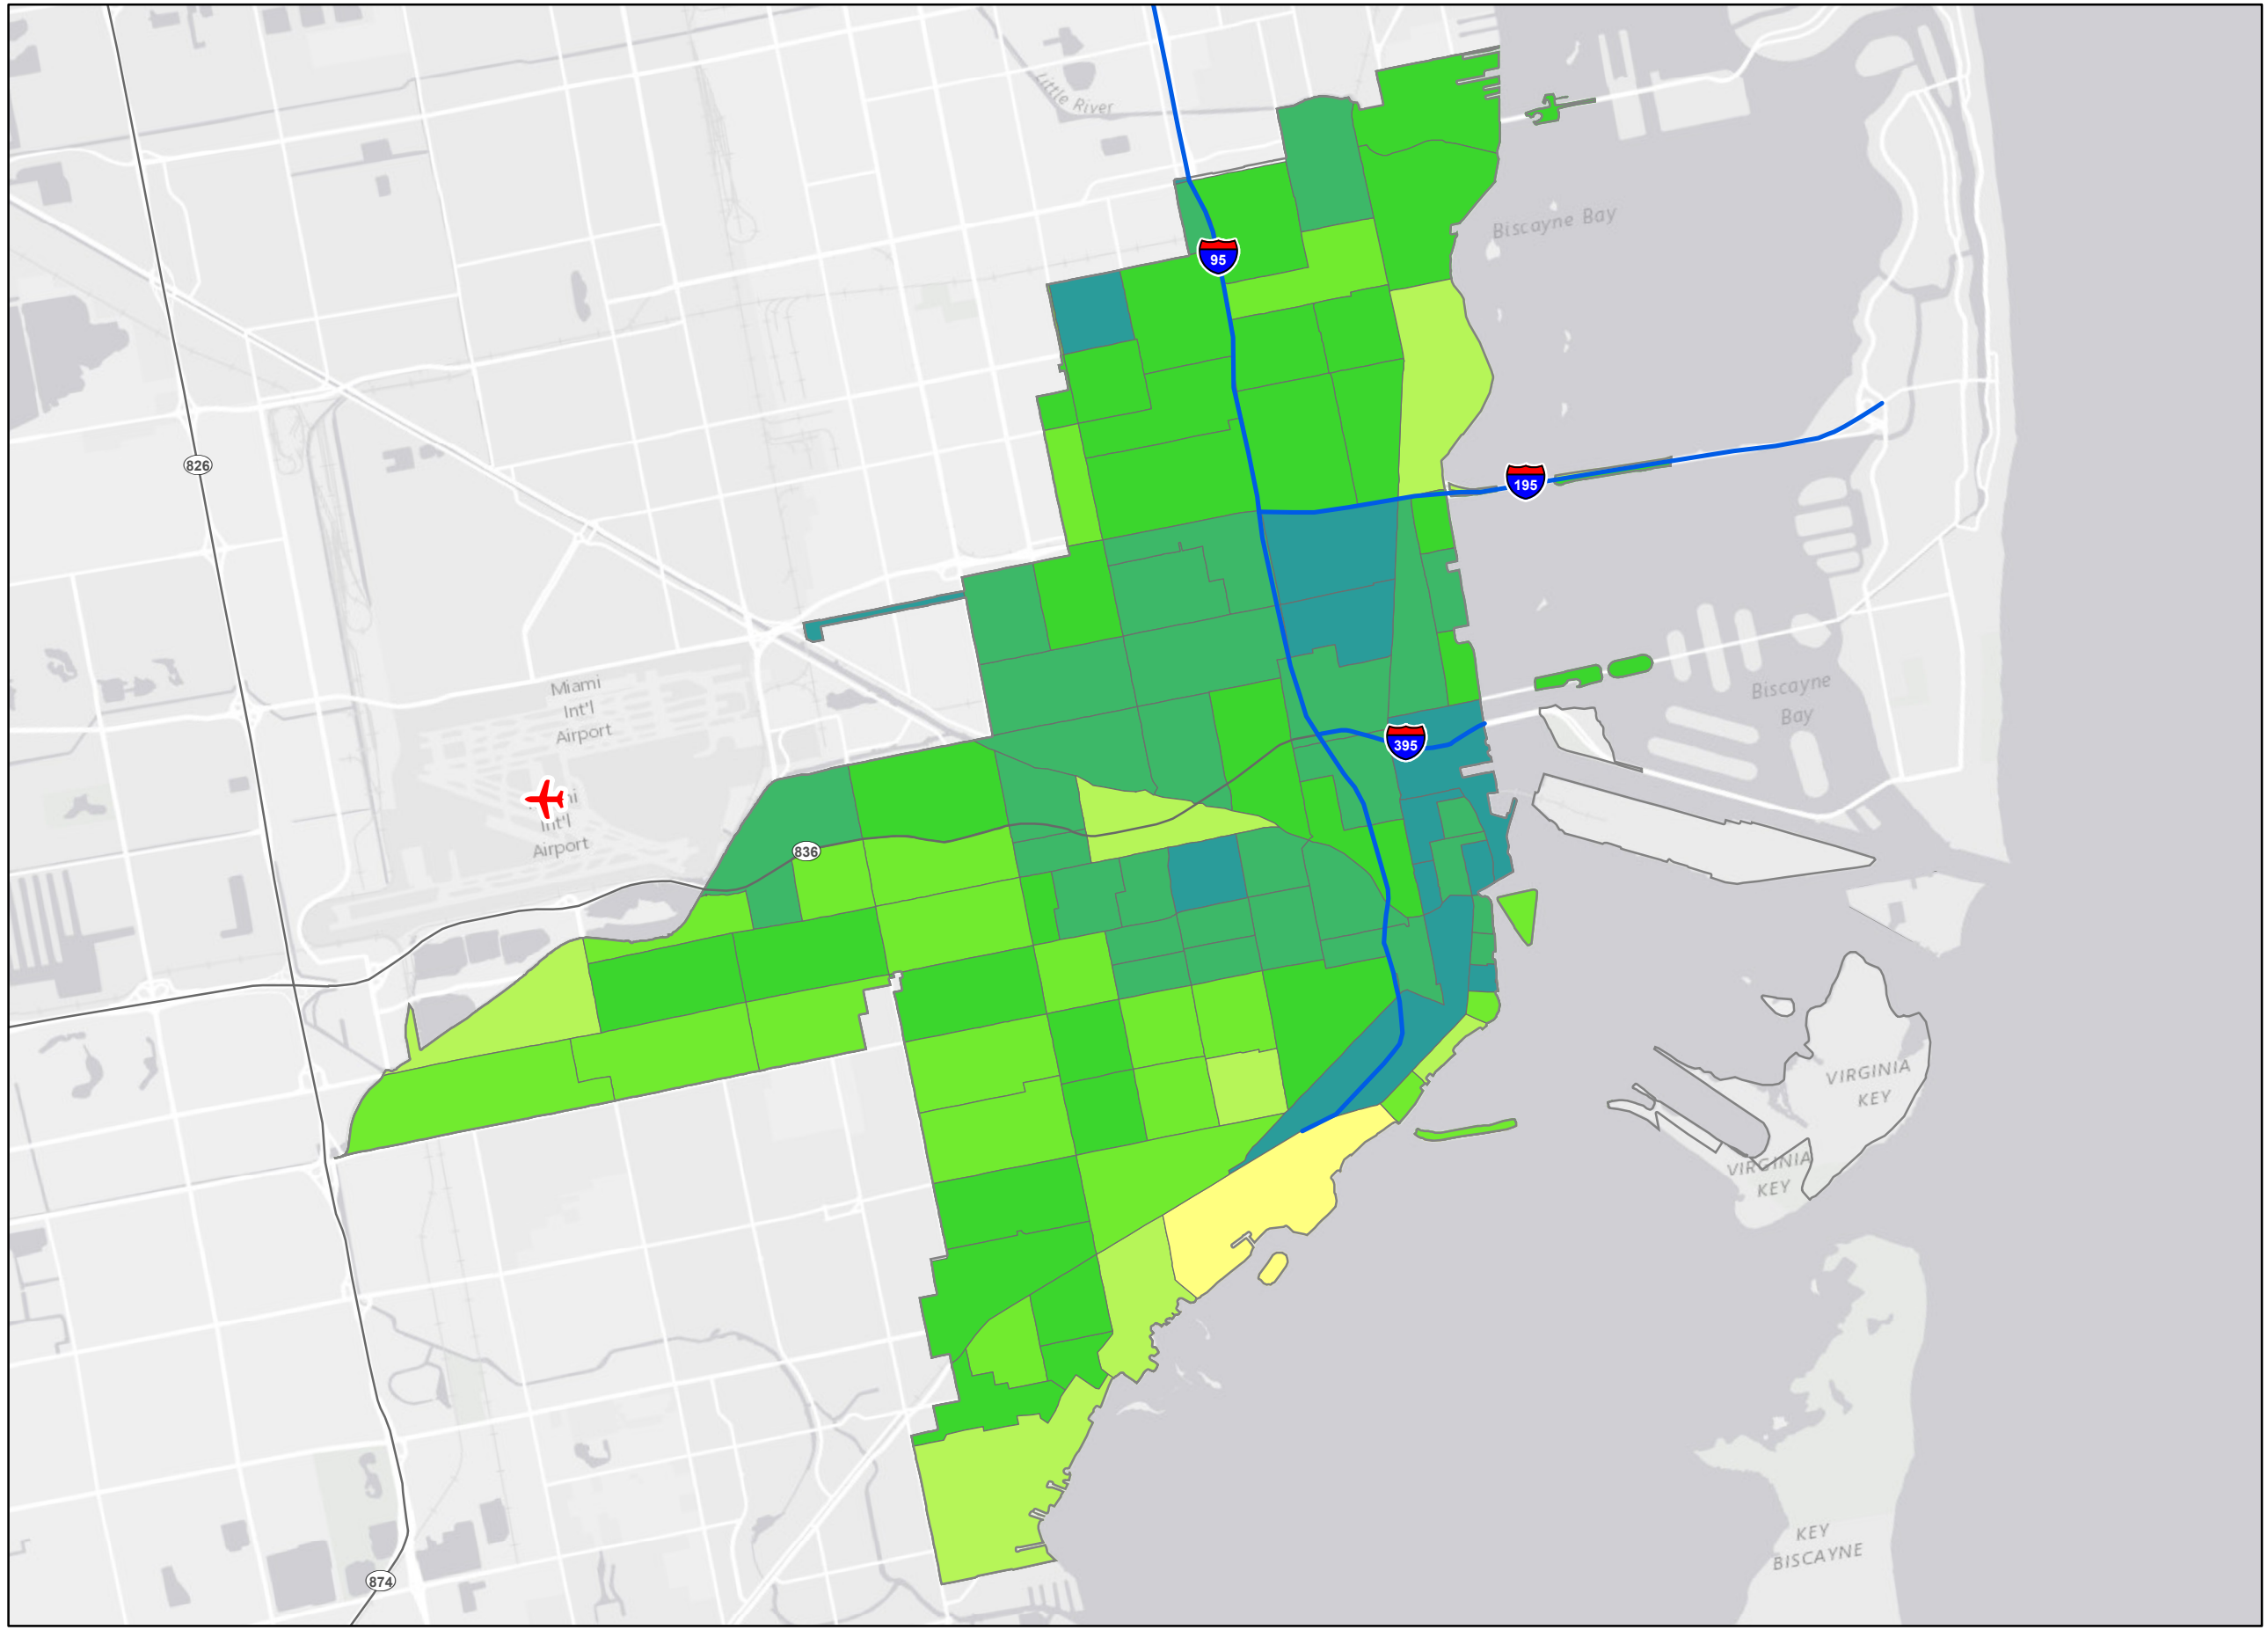 Little River
Biscayne Bay
95
826
195
Miami
Int'l
Airport
Biscayne
Bay
395
Int'l
Airport
836
VIRGINIA
KEY
VIRGINIA
KEY
KEY
BISCAYNE
874